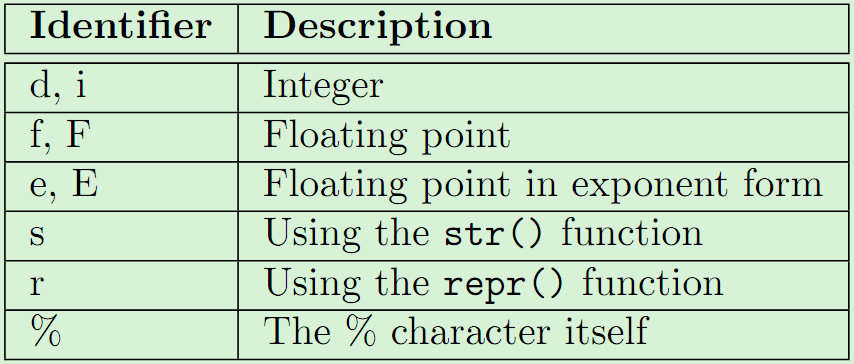 Identifier Description
d, i Integer
f, F Floating point
e, E Floating point in exponent form
s Using the str() function
r Using the repr() function
% The % character itself